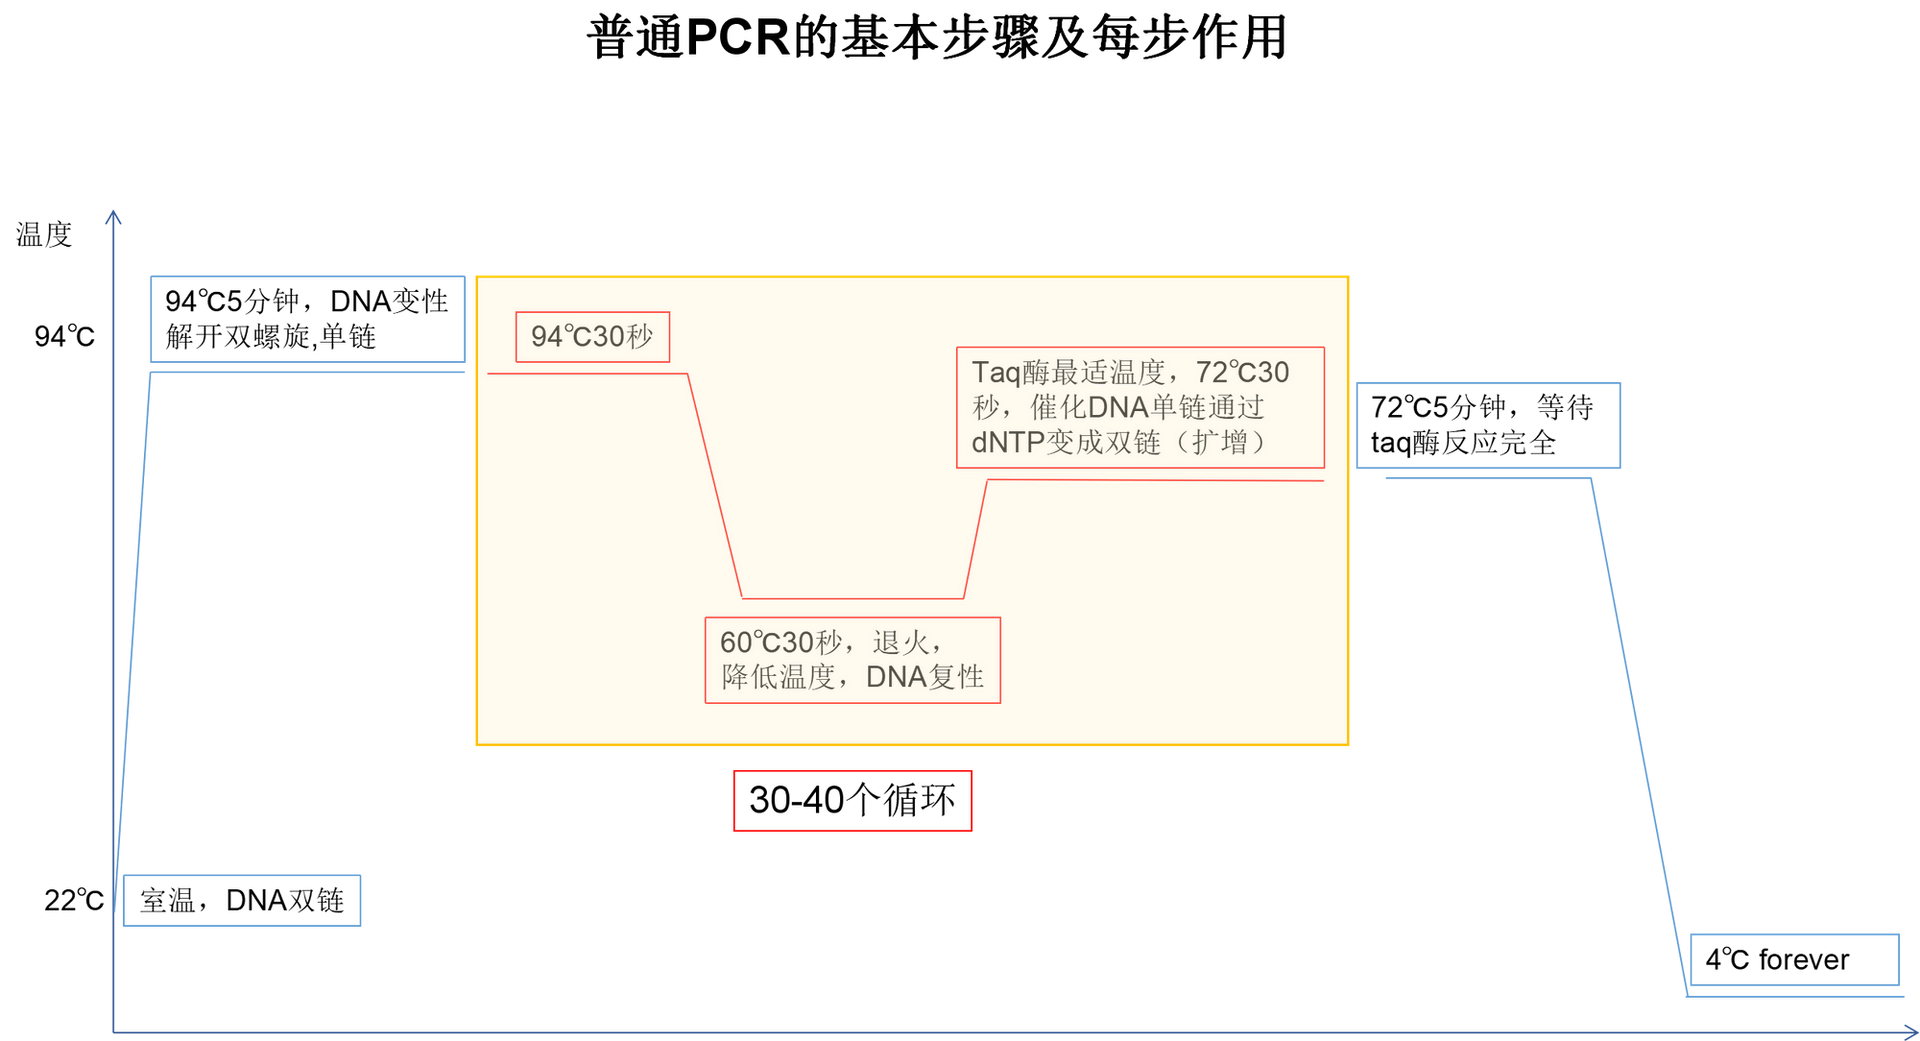 普通PCR的基本步骤及每步作用
温度
94℃5分钟，DNA变性
解开双螺旋,单链
94℃
94℃30秒
Taq酶最适温度，72℃30
秒，催化DNA单链通过
dNTP变成双链（扩增）
72℃5分钟，等待
taq酶反应完全
60℃30秒，退火，
降低温度，DNA复性
30-40个循环
22℃
室温，DNA双链
4℃ forever